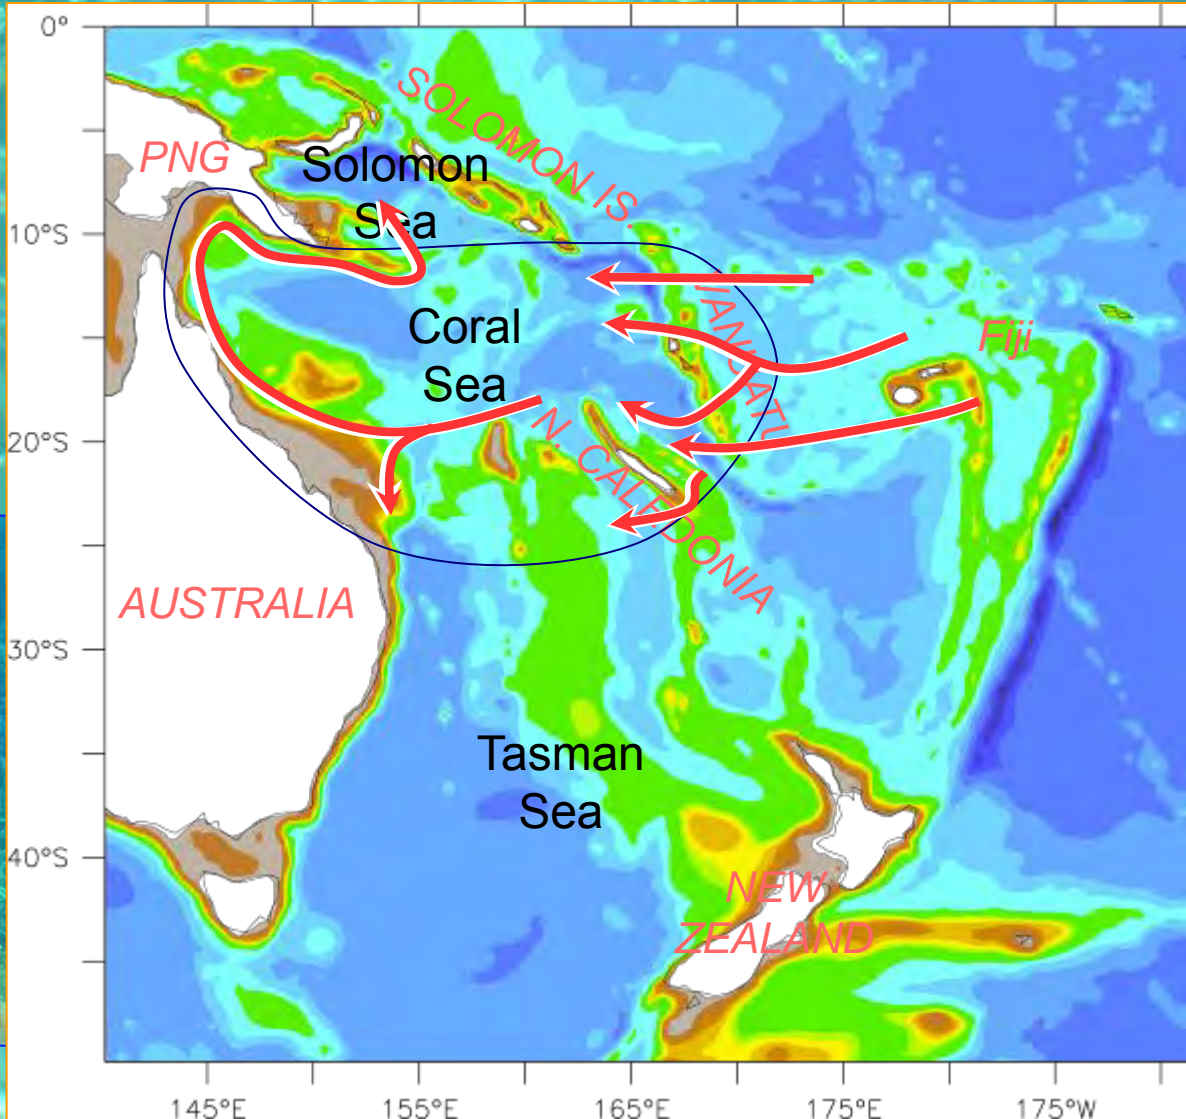 0°
10°S
20°S
30°S
40°S
PNG
SOLOMON IS.
Solomon
Sea
Coral
Sea
VANUATU
Fiji
N. CALEDONIA
AUSTRALIA
Tasman
Sea
NEW
ZEALAND
145°E
155°E
165°E
175°E
175°W